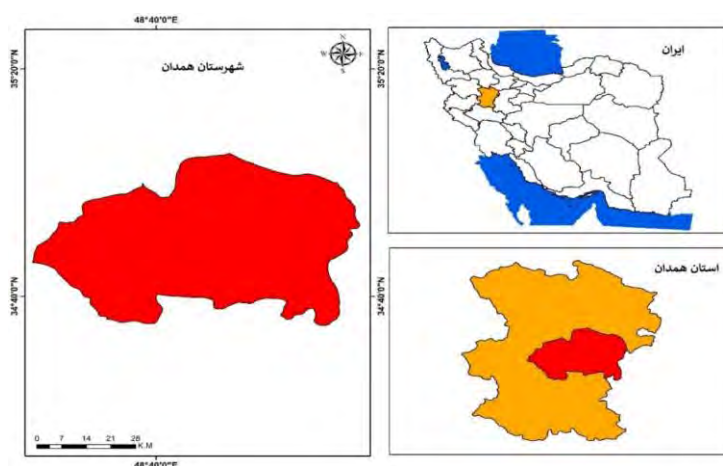 48°40'0"E
شهرستان همدان
N
W
E
S
35°20'0"N
35°20'0"N
34°40'0"N
34°40'0"N
0 7 14 28
K.M
48°40'0"E
ایران
استان همدان